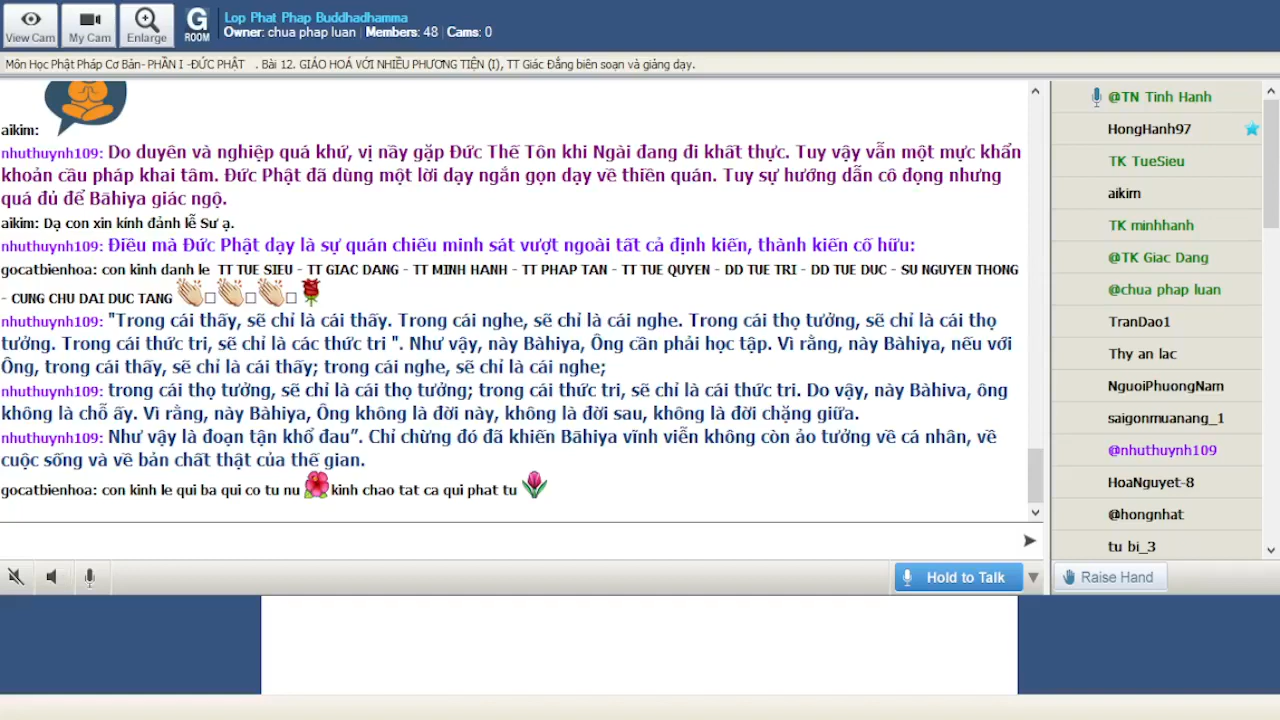 View Cam
My Cam
Enlarge
G
ROOM
Lop Phat Phap Buddhadhamma
Owner: chua phap luan | Members: 48 | Cams: 0
Môn Học Phật Pháp Cơ Bản- PHẦN I -ĐỨC PHẬT . Bài 12. GIÁO HOÁ VỚI NHIỀU PHƯƠNG TIỆN (I), TT Giác Đẳng biên soạn và giảng dạy.
aikim:
nhuthuynh109: Do duyên và nghiệp quá khứ, vị nầy gặp Đức Thế Tôn khi Ngài đang đi khất thực. Tuy vậy vẫn một mực khẩn
khoản cầu pháp khai tâm. Đức Phật đã dùng một lời dạy ngắn gọn dạy về thiền quán. Tuy sự hướng dẫn cô đọng nhưng
quá đủ để Bāhiya giác ngộ.
aikim: Dạ con xin kính đảnh lễ Sư ạ.
nhuthuynh109: Điều mà Đức Phật dạy là sự quán chiếu minh sát vượt ngoài tất cả định kiến, thành kiến cố hữu:
gocatbienhoa: con kinh danh le TT TUE SIEU - TT GIAC DANG - TT MINH HANH - TT PHAP TAN - TT TUE QUYEN - DD TUE TRI - DD TUE DUC - SU NGUYEN THONG
- CUNG CHU DAI DUC TANG
nhuthuynh109: "Trong cái thấy, sẽ chỉ là cái thấy. Trong cái nghe, sẽ chỉ là cái nghe. Trong cái thọ tưởng, sẽ chỉ là cái thọ
tưởng. Trong cái thức tri, sẽ chỉ là các thức tri ". Như vậy, này Bàhiya, Ông cần phải học tập. Vì rằng, này Bàhiya, nếu với
Ông, trong cái thấy, sẽ chỉ là cái thấy; trong cái nghe, sẽ chỉ là cái nghe;
nhuthuynh109: trong cái thọ tưởng, sẽ chỉ là cái thọ tưởng; trong cái thức tri, sẽ chỉ là cái thức tri. Do vậy, này Bàhiva, ông
không là chỗ ấy. Vì rằng, này Bàhiya, Ông không là đời này, không là đời sau, không là đời chặng giữa.
nhuthuynh109: Như vậy là đoạn tận khổ đau”. Chỉ chừng đó đã khiến Bāhiya vĩnh viễn không còn ảo tưởng về cá nhân, về
cuộc sống và về bản chất thật của thế gian.
gocatbienhoa: con kinh le qui ba qui co tu nu kinh chao tat ca qui phat tu
@TN Tinh Hanh
HongHanh97
TK TueSieu
aikim
TK minhhanh
@TK Giac Dang
@chua phap luan
TranDao1
Thy an lac
NguoiPhuongNam
saigonmuanang_1
@nhuthuynh109
HoaNguyet-8
@hongnhat
tu bi_3
Hold to Talk
Raise Hand